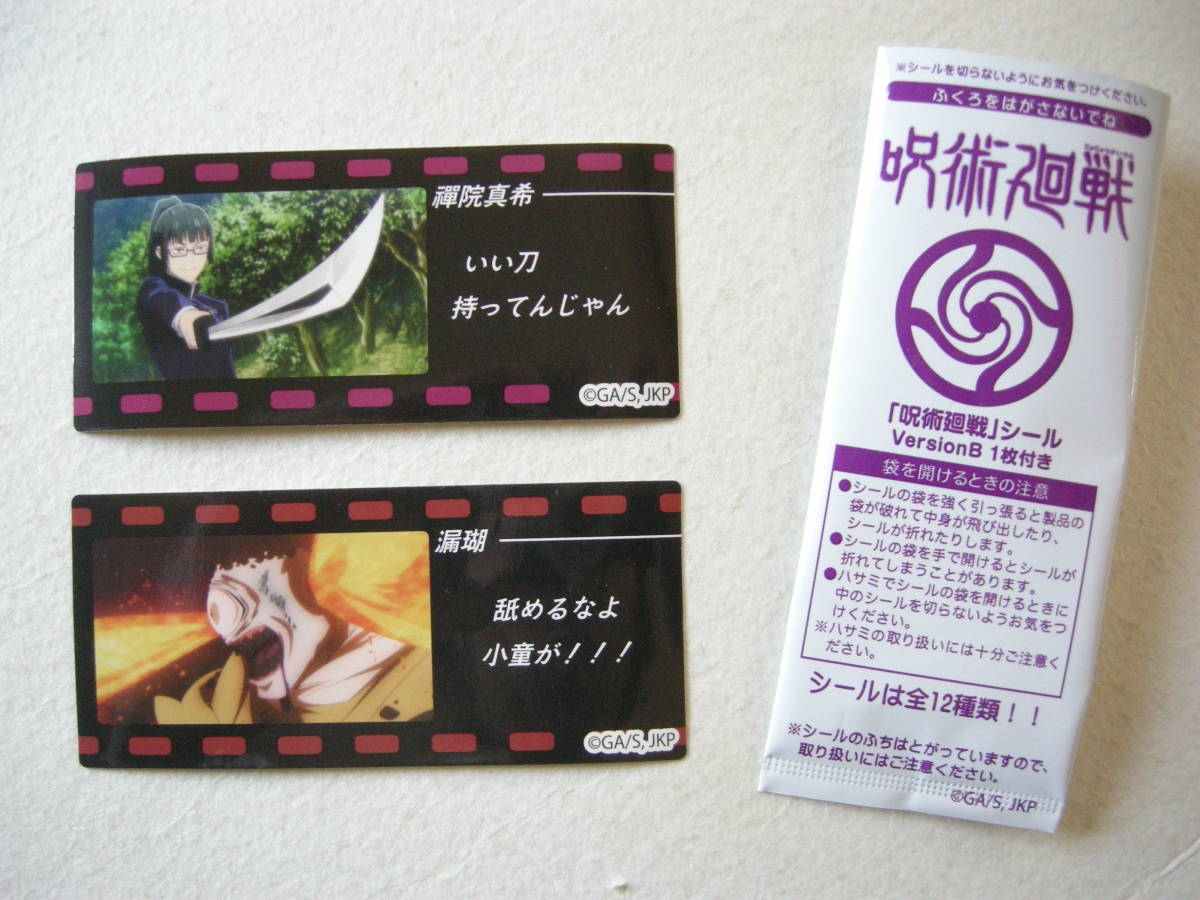 禪院真希
いい刀
持ってんじゃん
©GA/S, JKP
漏瑚
舐めるなよ
小童が！！！
©GA/S, JKP
※シールを切らないようにお気をつけください。
ふくろをはがさないでね
じゅじゅつかいせん
呪術廻戦
「呪術廻戦」シール
VersionB 1枚付き
袋を開けるときの注意
●シールの袋を強く引っ張ると製品の
袋が破れて中身が飛び出したり、
シールが折れたりします。
●シールの袋を手で開けるとシールが
折れてしまうことがあります。
●ハサミでシールの袋を開けるときに
中のシールを切らないようお気をつ
けください。
※ハサミの取り扱いには十分ご注意く
ださい。
シールは全12種類！！
※シールのふちはとがっていますので、
取り扱いにはご注意ください。
©GA/S, JKP